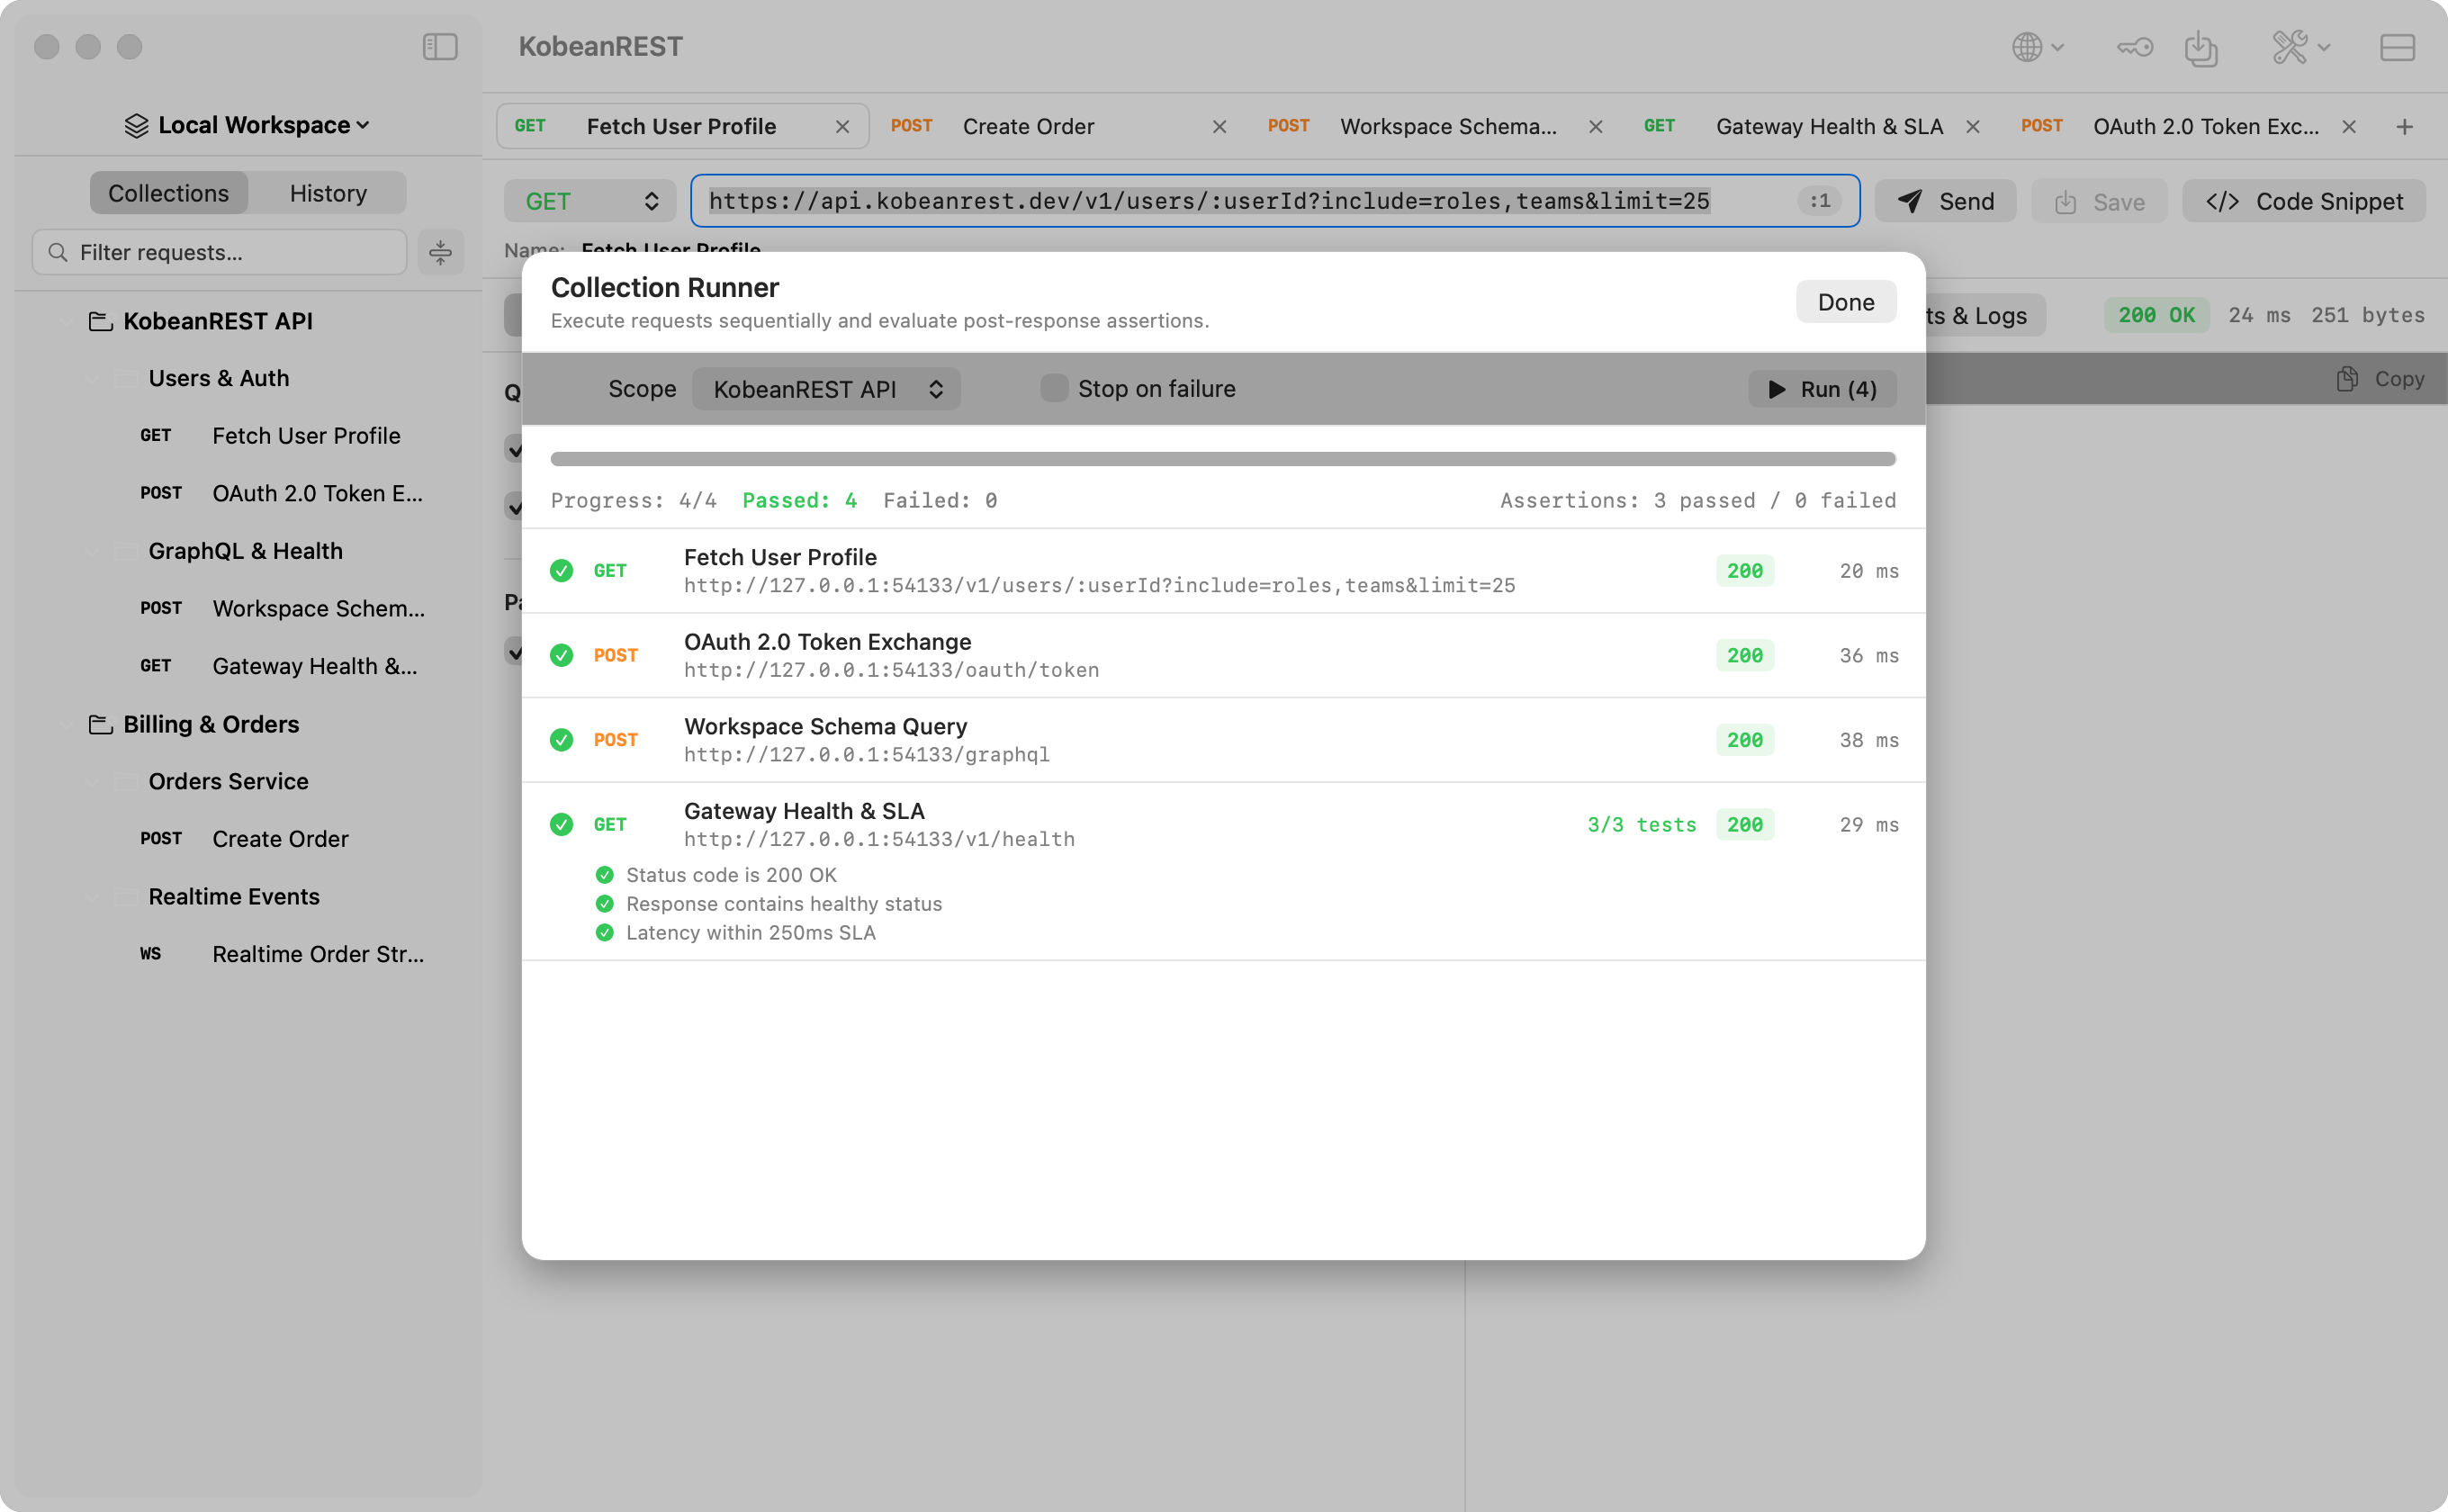 KobeanREST
Local Workspace
GET Fetch User Profile
POST Create Order
POST Workspace Schema...
GET Gateway Health & SLA
POST OAuth 2.0 Token Exc...
Collections
History
GET
https://api.kobeanrest.dev/v1/users/:userId?include=roles,teams&limit=25
:1
Send
Save
</> Code Snippet
Filter requests...
Name: Fetch User Profile
KobeanREST API
Users & Auth
GET Fetch User Profile
POST OAuth 2.0 Token E...
GraphQL & Health
POST Workspace Schem...
GET Gateway Health &...
Billing & Orders
Orders Service
POST Create Order
Realtime Events
WS Realtime Order Str...
Collection Runner
Execute requests sequentially and evaluate post-response assertions.
Done
ts & Logs
200 OK 24 ms 251 bytes
Copy
Scope KobeanREST API
Stop on failure
Run (4)
Progress: 4/4 Passed: 4 Failed: 0
Assertions: 3 passed / 0 failed
GET Fetch User Profile
http://127.0.0.1:54133/v1/users/:userId?include=roles,teams&limit=25
200 20 ms
POST OAuth 2.0 Token Exchange
http://127.0.0.1:54133/oauth/token
200 36 ms
POST Workspace Schema Query
http://127.0.0.1:54133/graphql
200 38 ms
GET Gateway Health & SLA
http://127.0.0.1:54133/v1/health
3/3 tests 200 29 ms
Status code is 200 OK
Response contains healthy status
Latency within 250ms SLA